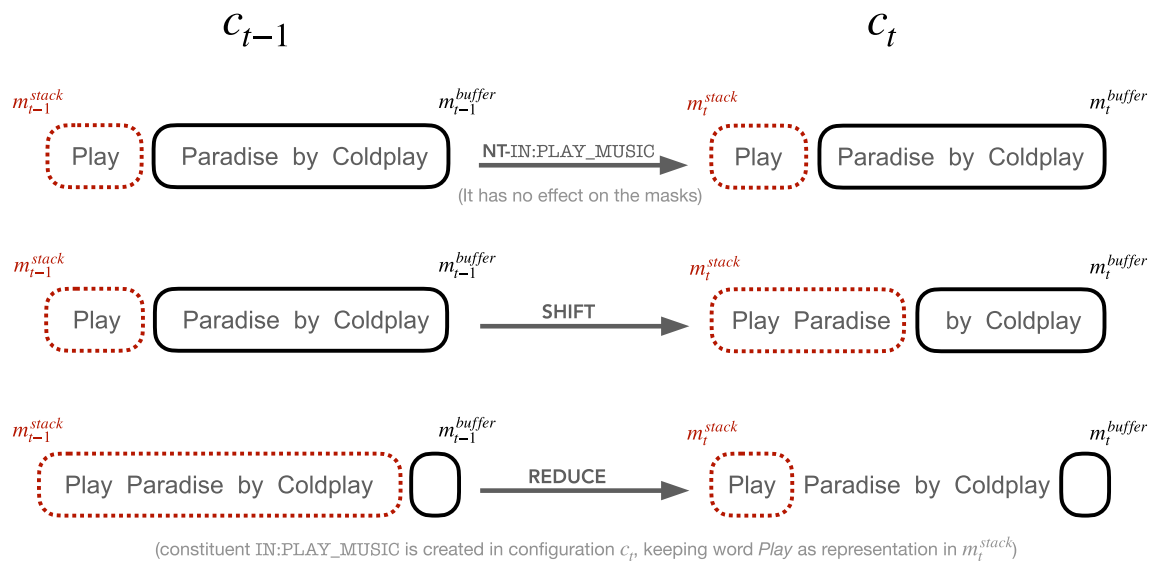 c_{t−1} c_t
m_{t−1}^{stack} m_{t−1}^{buffer} m_t^{stack} m_t^{buffer}
Play Paradise by Coldplay NT-IN:PLAY_MUSIC Play Paradise by Coldplay
(It has no effect on the masks)
m_{t−1}^{stack} m_{t−1}^{buffer} m_t^{stack} m_t^{buffer}
Play Paradise by Coldplay SHIFT Play Paradise by Coldplay
m_{t−1}^{stack} m_{t−1}^{buffer} m_t^{stack} m_t^{buffer}
Play Paradise by Coldplay REDUCE Play Paradise by Coldplay
(constituent IN:PLAY_MUSIC is created in configuration c_t, keeping word Play as representation in m_t^{stack})